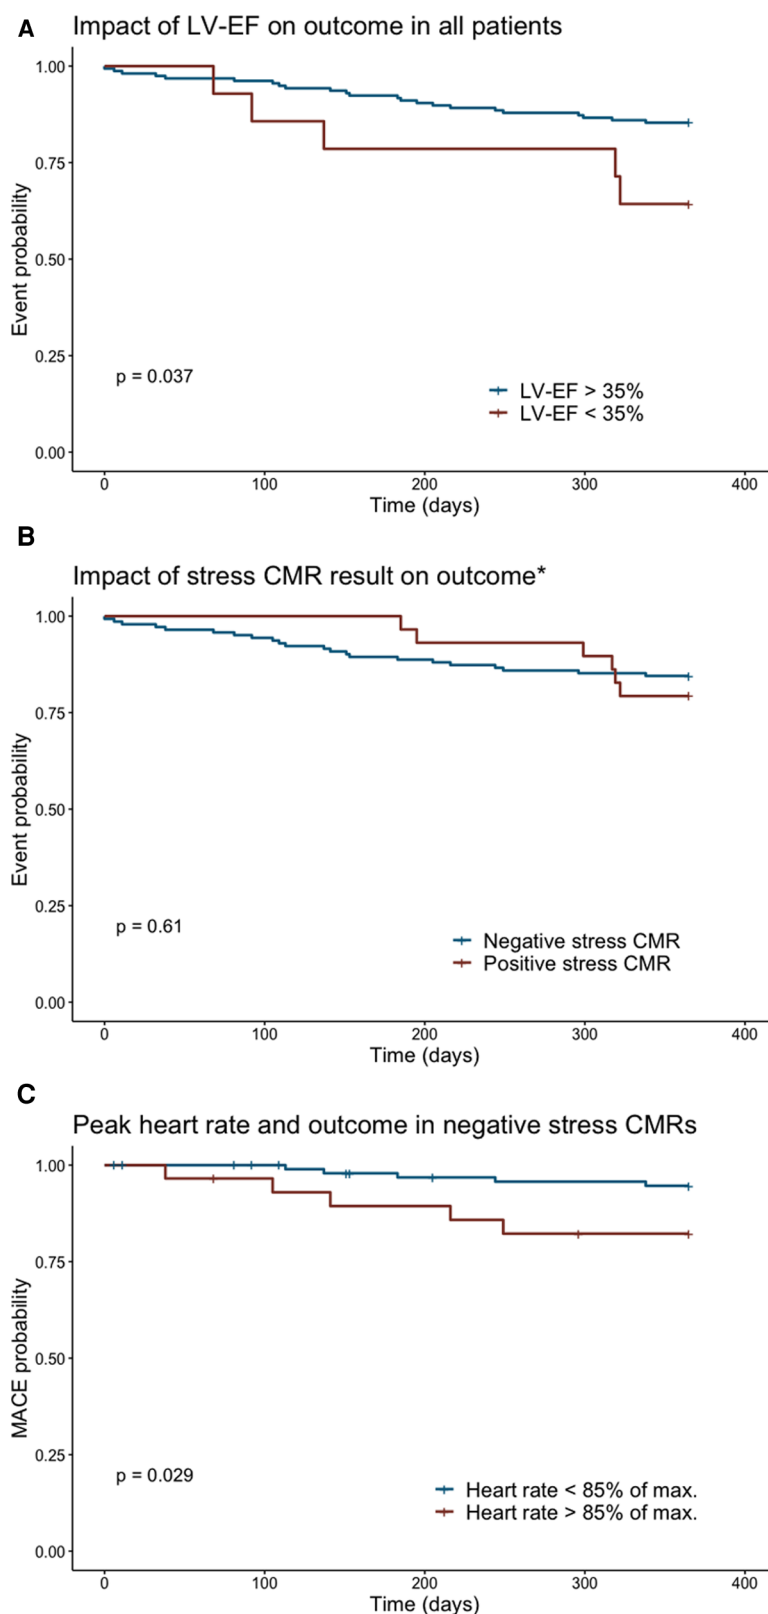 A
Impact of LV-EF on outcome in all patients
Event probability
1.00
0.75
0.50
0.25
0.00
p = 0.037
LV-EF > 35%
LV-EF < 35%
0 100 200 300 400
Time (days)
B
Impact of stress CMR result on outcome*
Event probability
1.00
0.75
0.50
0.25
0.00
p = 0.61
Negative stress CMR
Positive stress CMR
0 100 200 300 400
Time (days)
C
Peak heart rate and outcome in negative stress CMRs
MACE probability
1.00
0.75
0.50
0.25
0.00
p = 0.029
Heart rate < 85% of max.
Heart rate > 85% of max.
0 100 200 300 400
Time (days)